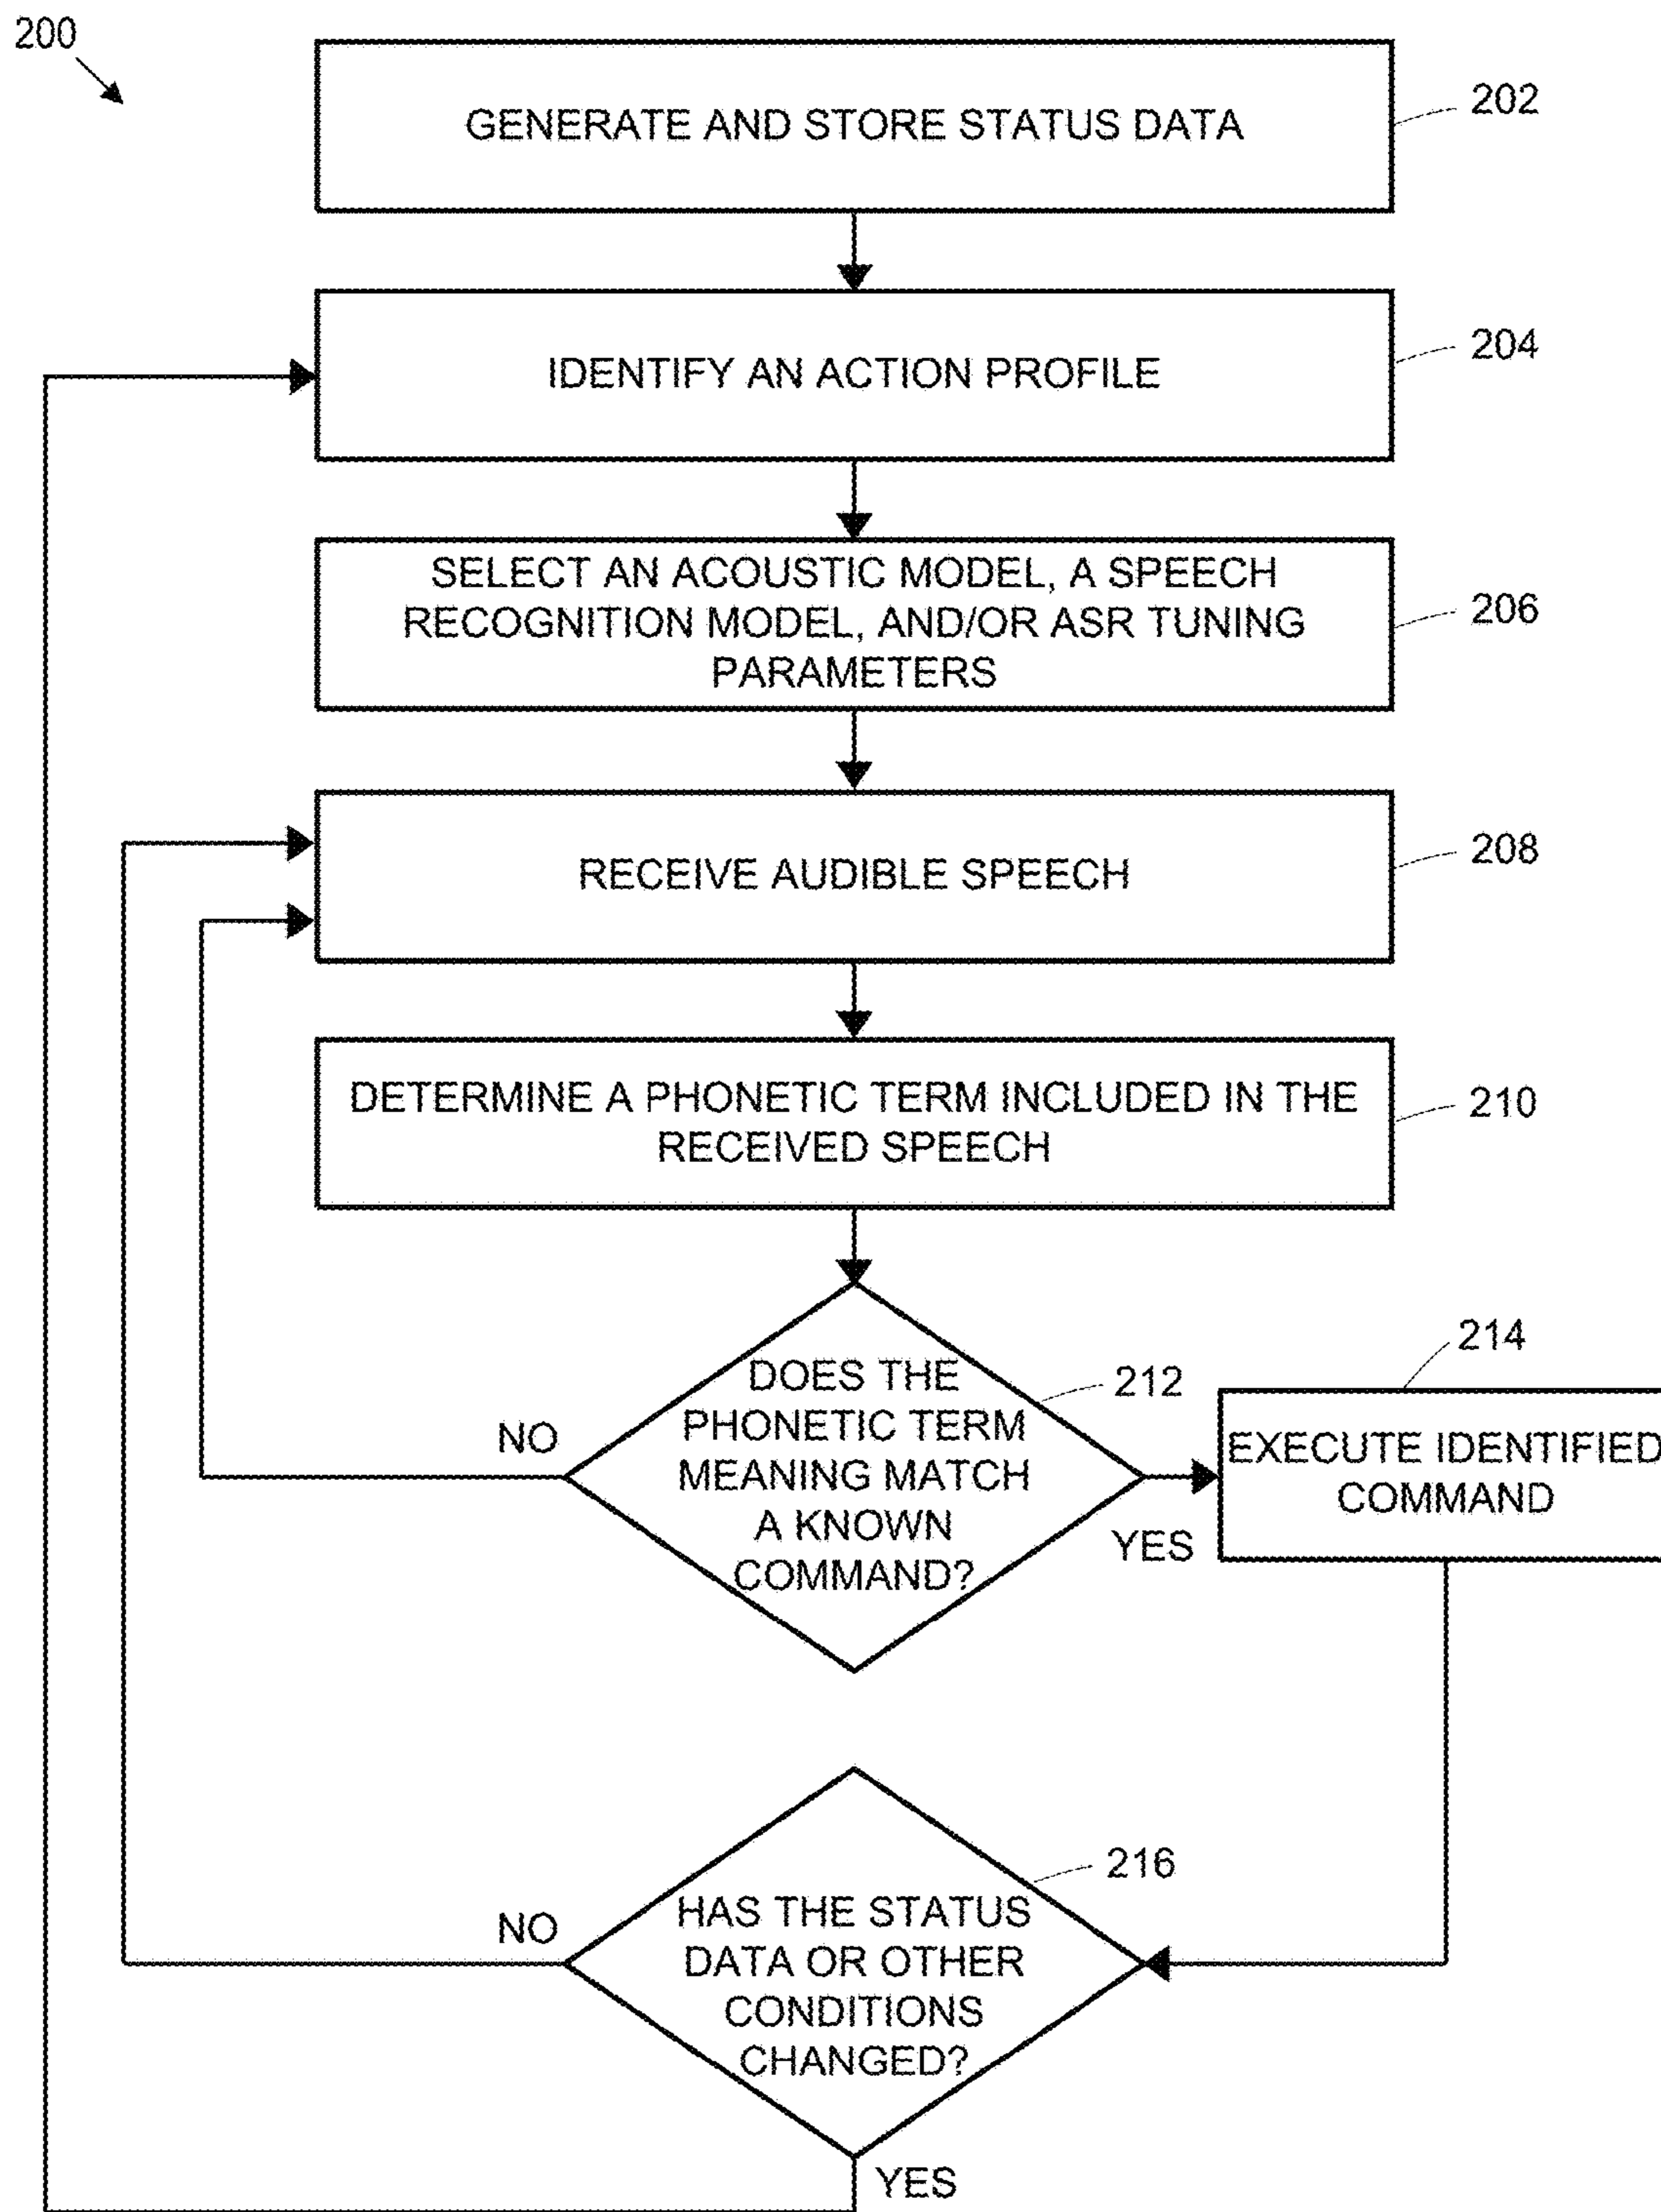 200
GENERATE AND STORE STATUS DATA
202
IDENTIFY AN ACTION PROFILE
204
SELECT AN ACOUSTIC MODEL, A SPEECH
RECOGNITION MODEL, AND/OR ASR TUNING
PARAMETERS
206
RECEIVE AUDIBLE SPEECH
208
DETERMINE A PHONETIC TERM INCLUDED IN THE
RECEIVED SPEECH
210
DOES THE
PHONETIC TERM
MEANING MATCH
A KNOWN
COMMAND?
212
NO
YES
214
EXECUTE IDENTIFIED
COMMAND
216
HAS THE STATUS
DATA OR OTHER
CONDITIONS
CHANGED?
NO
YES